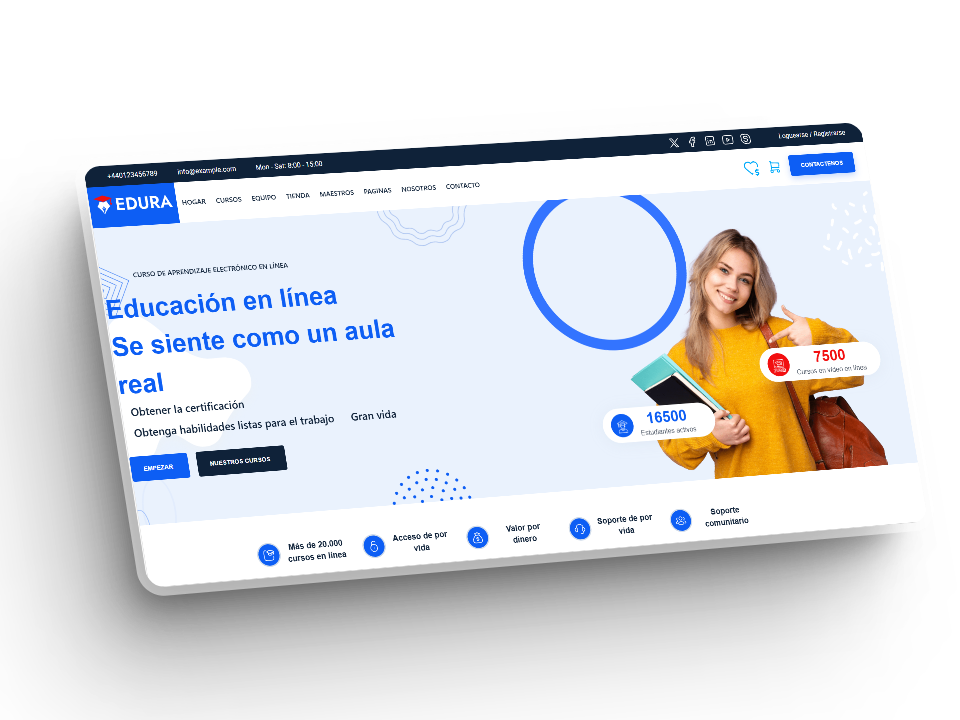 +440123456789
info@example.com
Mon - Sat: 8:00 - 15:00
Loguearse / Registrarse
EDURA
HOGAR CURSOS EQUIPO TIENDA MAESTROS PAGINAS NOSOTROS CONTACTO
CONTACTENOS
CURSO DE APRENDIZAJE ELECTRÓNICO EN LÍNEA
Educación en línea
Se siente como un aula
real
Obtener la certificación
Obtenga habilidades listas para el trabajo Gran vida
EMPEZAR
NUESTROS CURSOS
7500
Cursos en video en línea
16500
Estudiantes activos
Más de 20.000
cursos en línea
Acceso de por
vida
Valor por
dinero
Soporte de por
vida
Soporte
comunitario